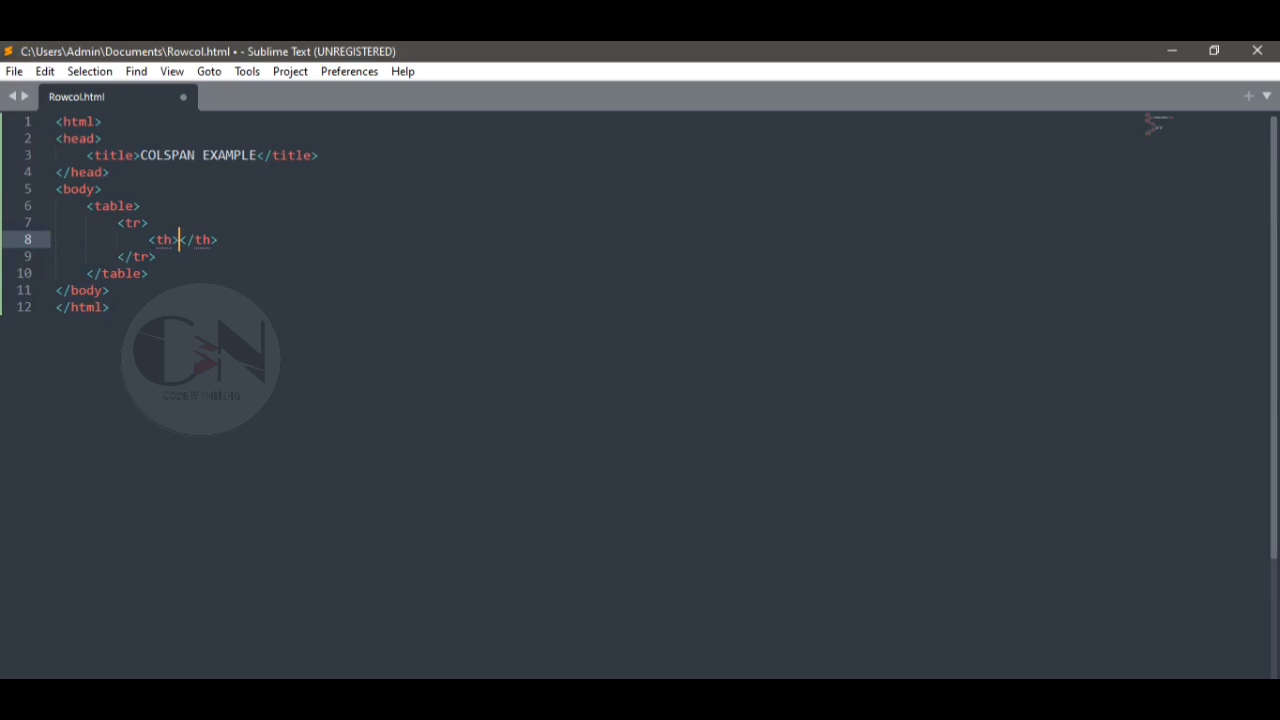 C:\Users\Admin\Documents\Rowcol.html • - Sublime Text (UNREGISTERED)
File Edit Selection Find View Goto Tools Project Preferences Help
Rowcol.html
1 <html>
2 <head>
3 <title>COLSPAN EXAMPLE</title>
4 </head>
5 <body>
6 <table>
7 <tr>
8 <th></th>
9 </tr>
10 </table>
11 </body>
12 </html>